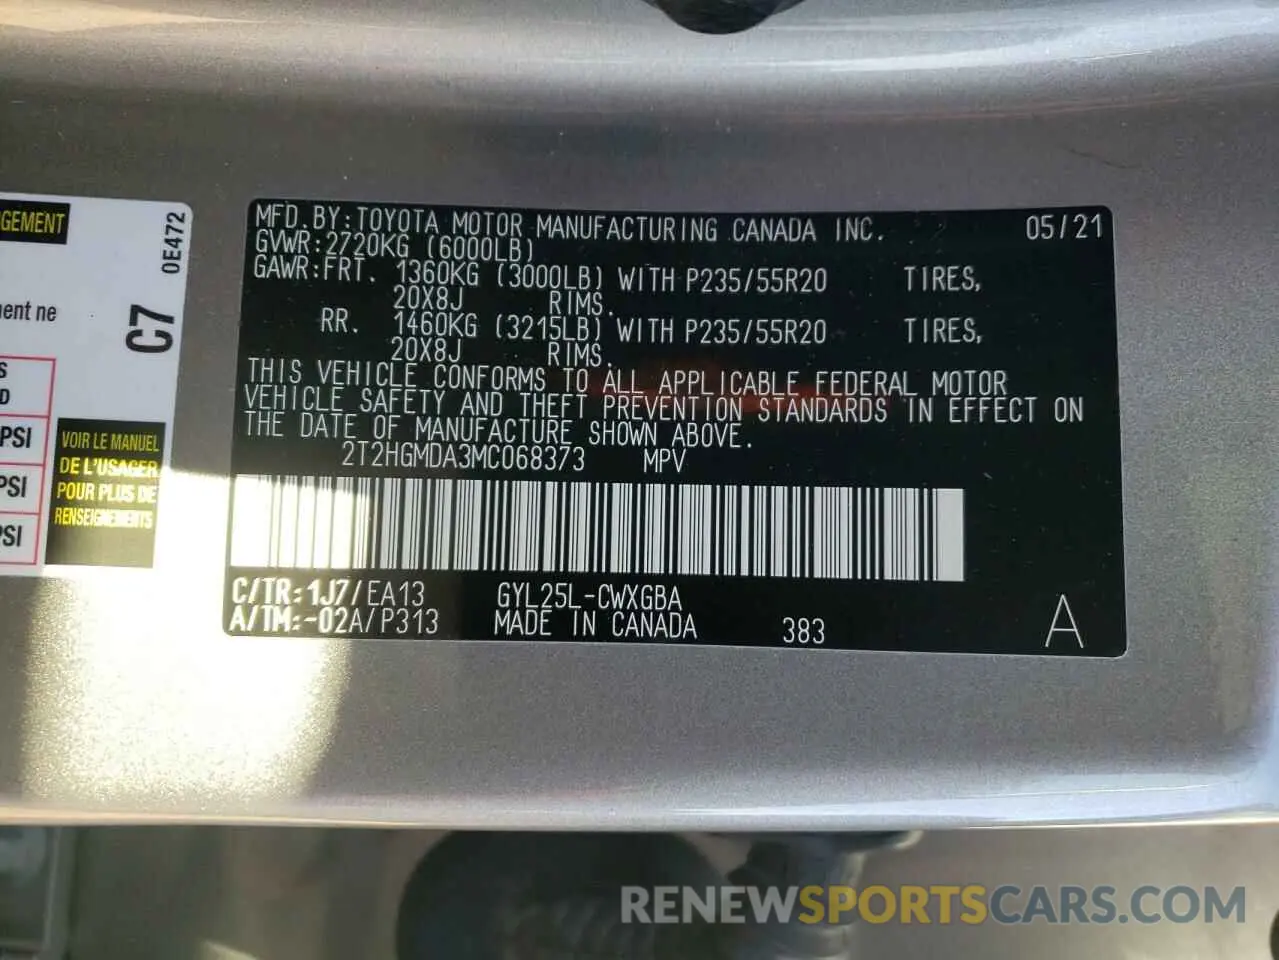 GEMENT
0E472
C7
ment ne
S
D
PSI
PSI
PSI
VOIR LE MANUEL
DE L'USAGER
POUR PLUS DE
RENSEIGNEMENTS
MFD. BY: TOYOTA MOTOR MANUFACTURING CANADA INC. 05/21
GVWR: 2720KG (6000LB)
GAWR: FRT. 1360KG (3000LB) WITH P235/55R20 TIRES,
20X8J RIMS.
RR. 1460KG (3215LB) WITH P235/55R20 TIRES,
20X8J RIMS.
THIS VEHICLE CONFORMS TO ALL APPLICABLE FEDERAL MOTOR
VEHICLE SAFETY AND THEFT PREVENTION STANDARDS IN EFFECT ON
THE DATE OF MANUFACTURE SHOWN ABOVE.
2T2HGMDA3MC068373 MPV
C/TR: 1J7/EA13 GYL25L-CWXGBA
A/TM: -02A/P313 MADE IN CANADA 383 A
RENEWSPORTSCARS.COM